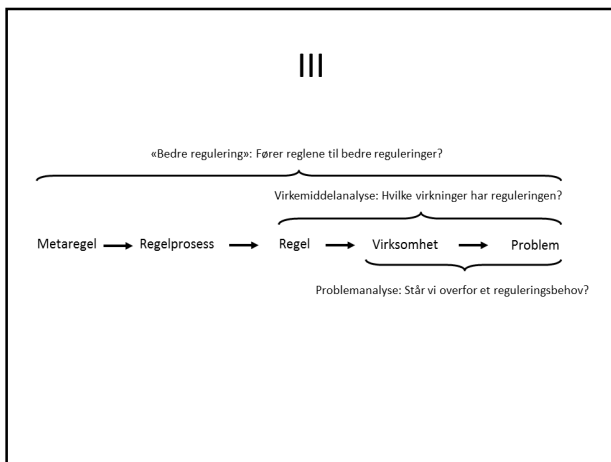 III
«Bedre regulering»: Fører reglene til bedre reguleringer?
Virkemiddelanalyse: Hvilke virkninger har reguleringen?
Metaregel Regelprosess Regel Virksomhet Problem
Problemanalyse: Står vi overfor et reguleringsbehov?